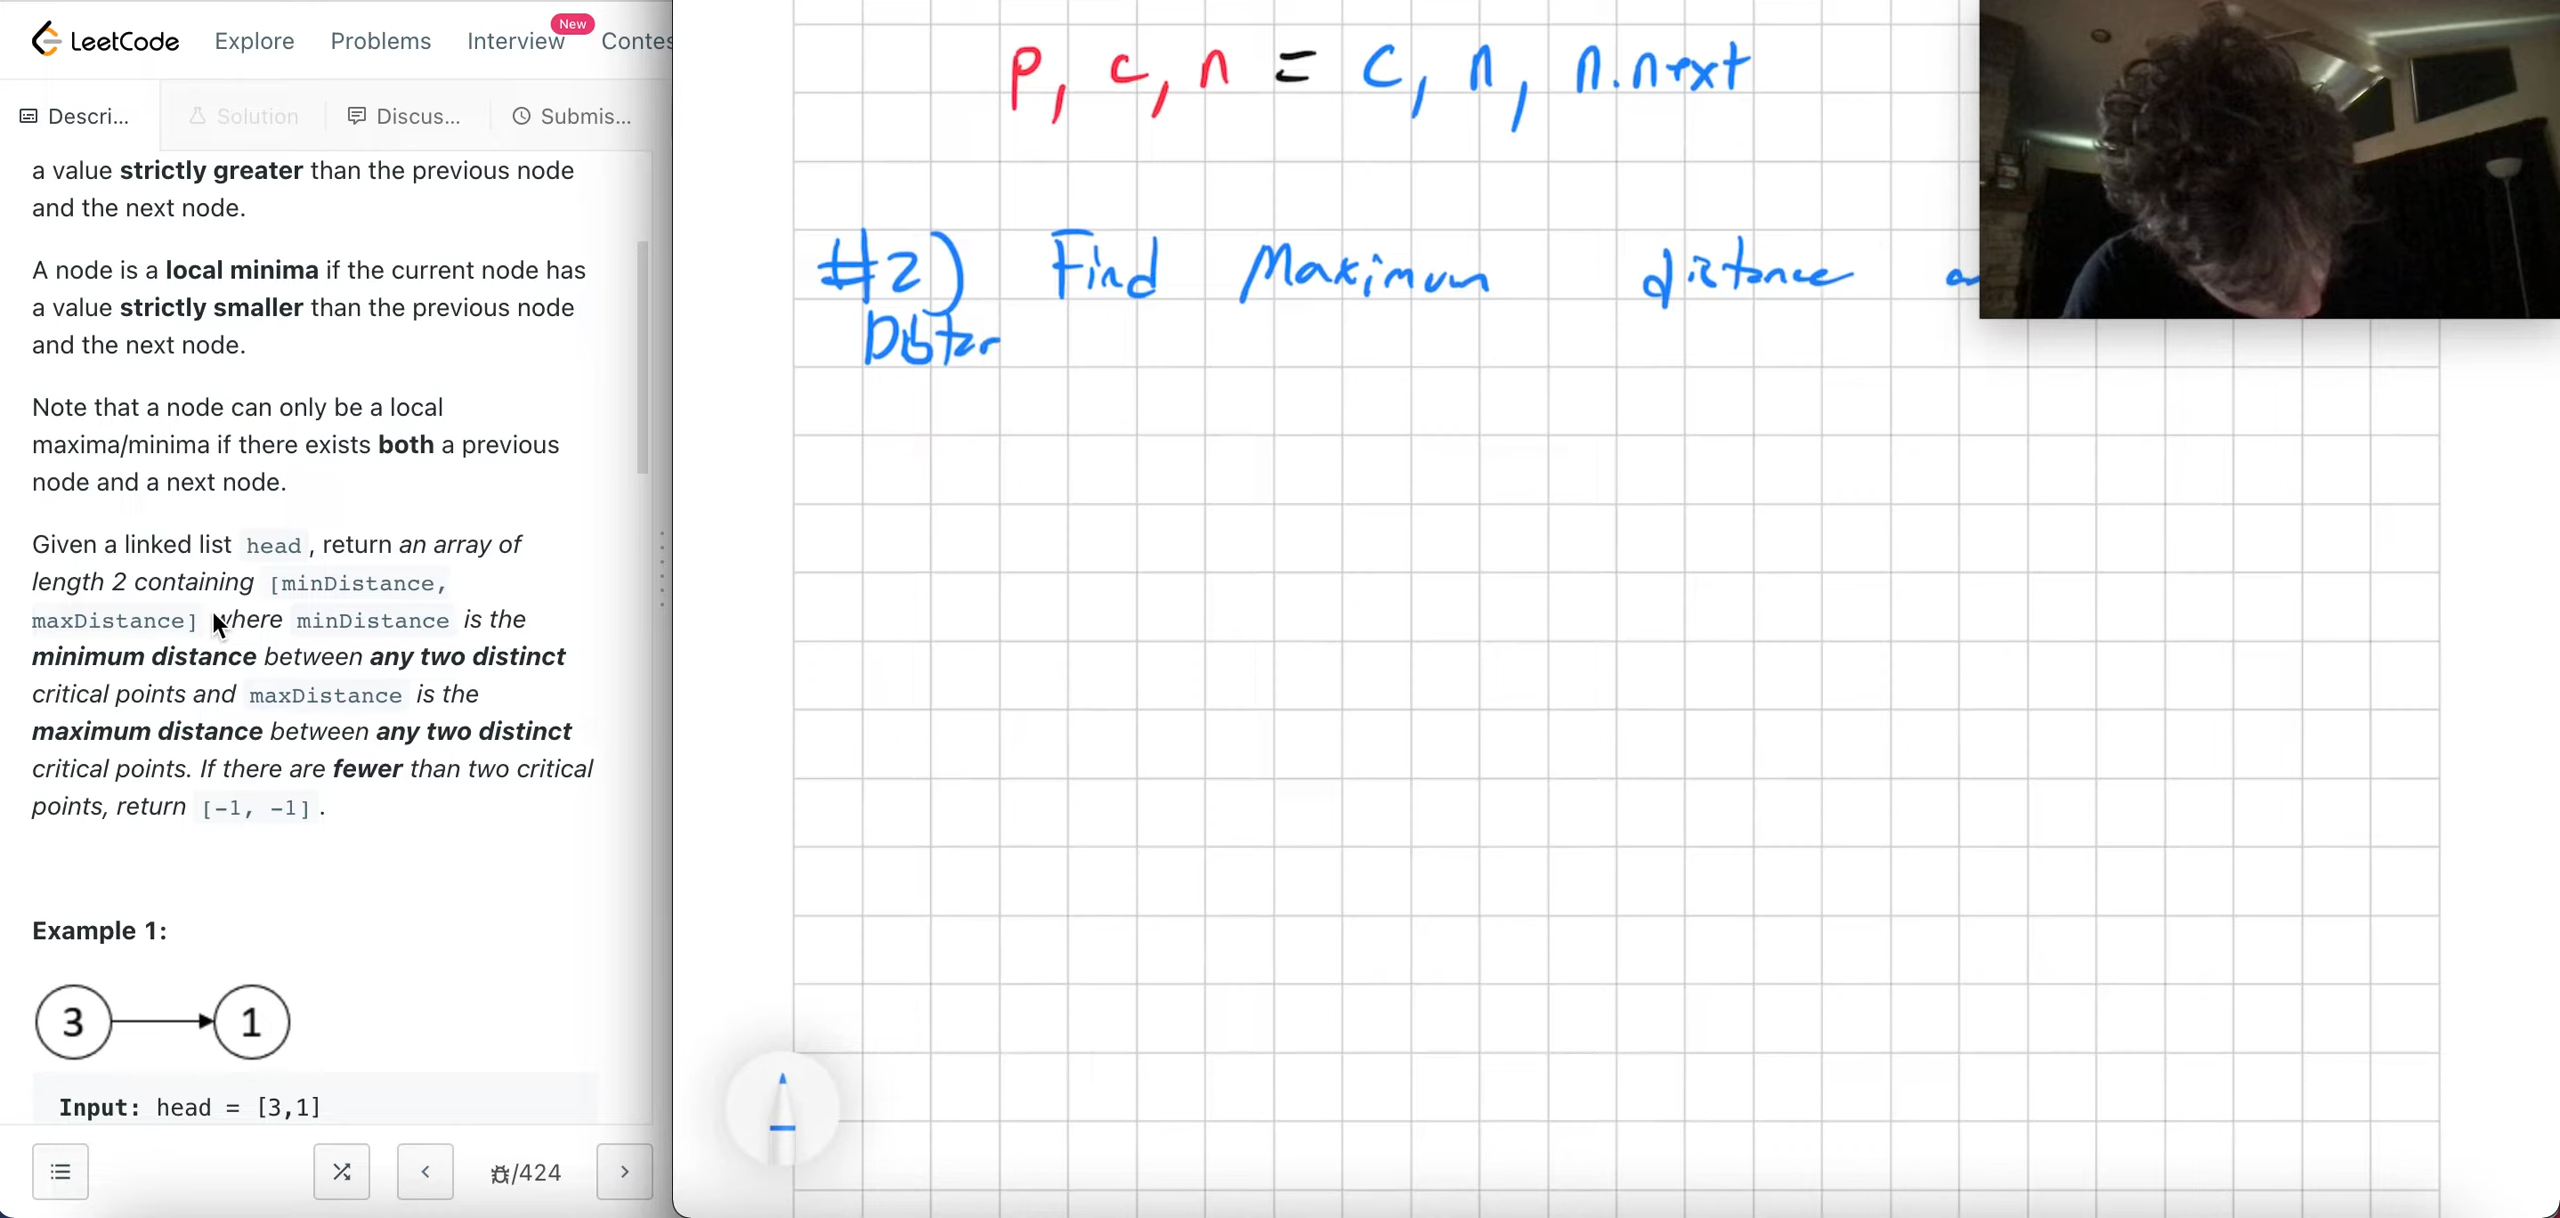 LeetCode Explore Problems Interview New Contes
Descri... Solution Discus... Submis...
a value strictly greater than the previous node
and the next node.
A node is a local minima if the current node has
a value strictly smaller than the previous node
and the next node.
Note that a node can only be a local
maxima/minima if there exists both a previous
node and a next node.
Given a linked list head, return an array of
length 2 containing [minDistance,
maxDistance] where minDistance is the
minimum distance between any two distinct
critical points and maxDistance is the
maximum distance between any two distinct
critical points. If there are fewer than two critical
points, return [-1, -1].
Example 1:
3 1
Input: head = [3,1]
/424
p, c, n = c, n, n.next
#2) Find Maximum distance